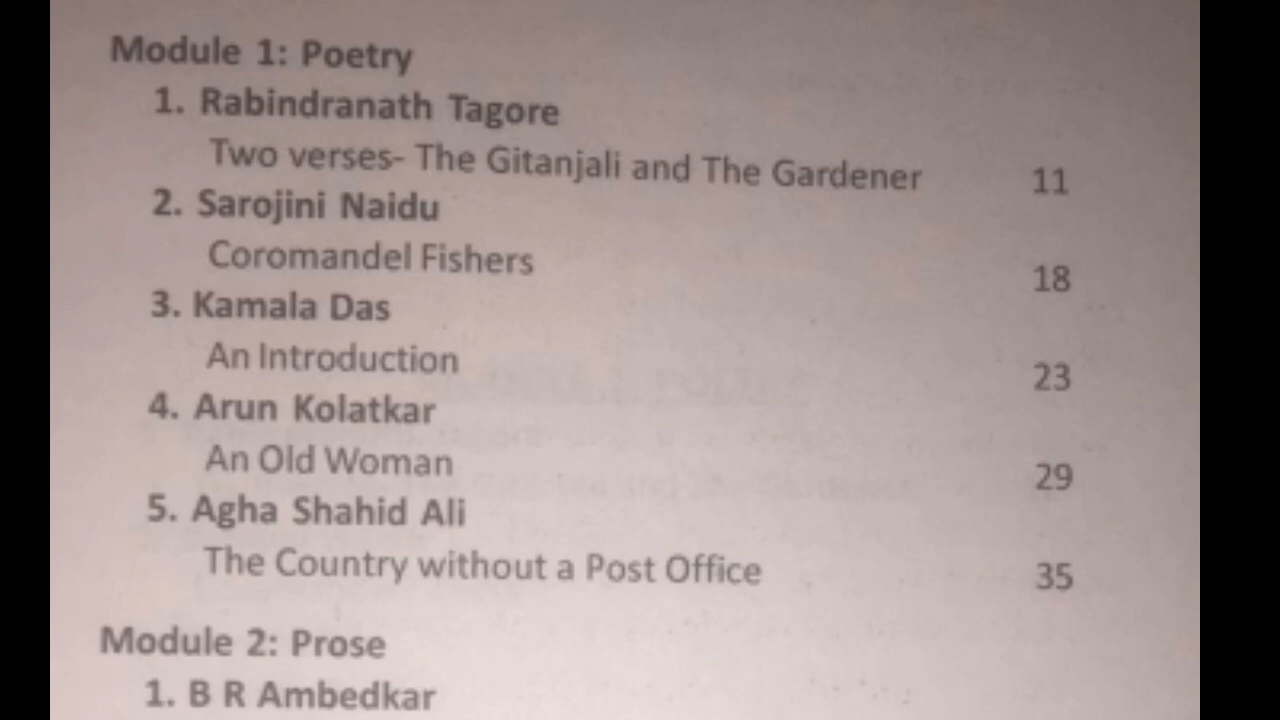 Module 1: Poetry
1. Rabindranath Tagore
Two verses- The Gitanjali and The Gardener 11
2. Sarojini Naidu
Coromandel Fishers 18
3. Kamala Das
An Introduction 23
4. Arun Kolatkar
An Old Woman 29
5. Agha Shahid Ali
The Country without a Post Office 35
Module 2: Prose
1. B R Ambedkar